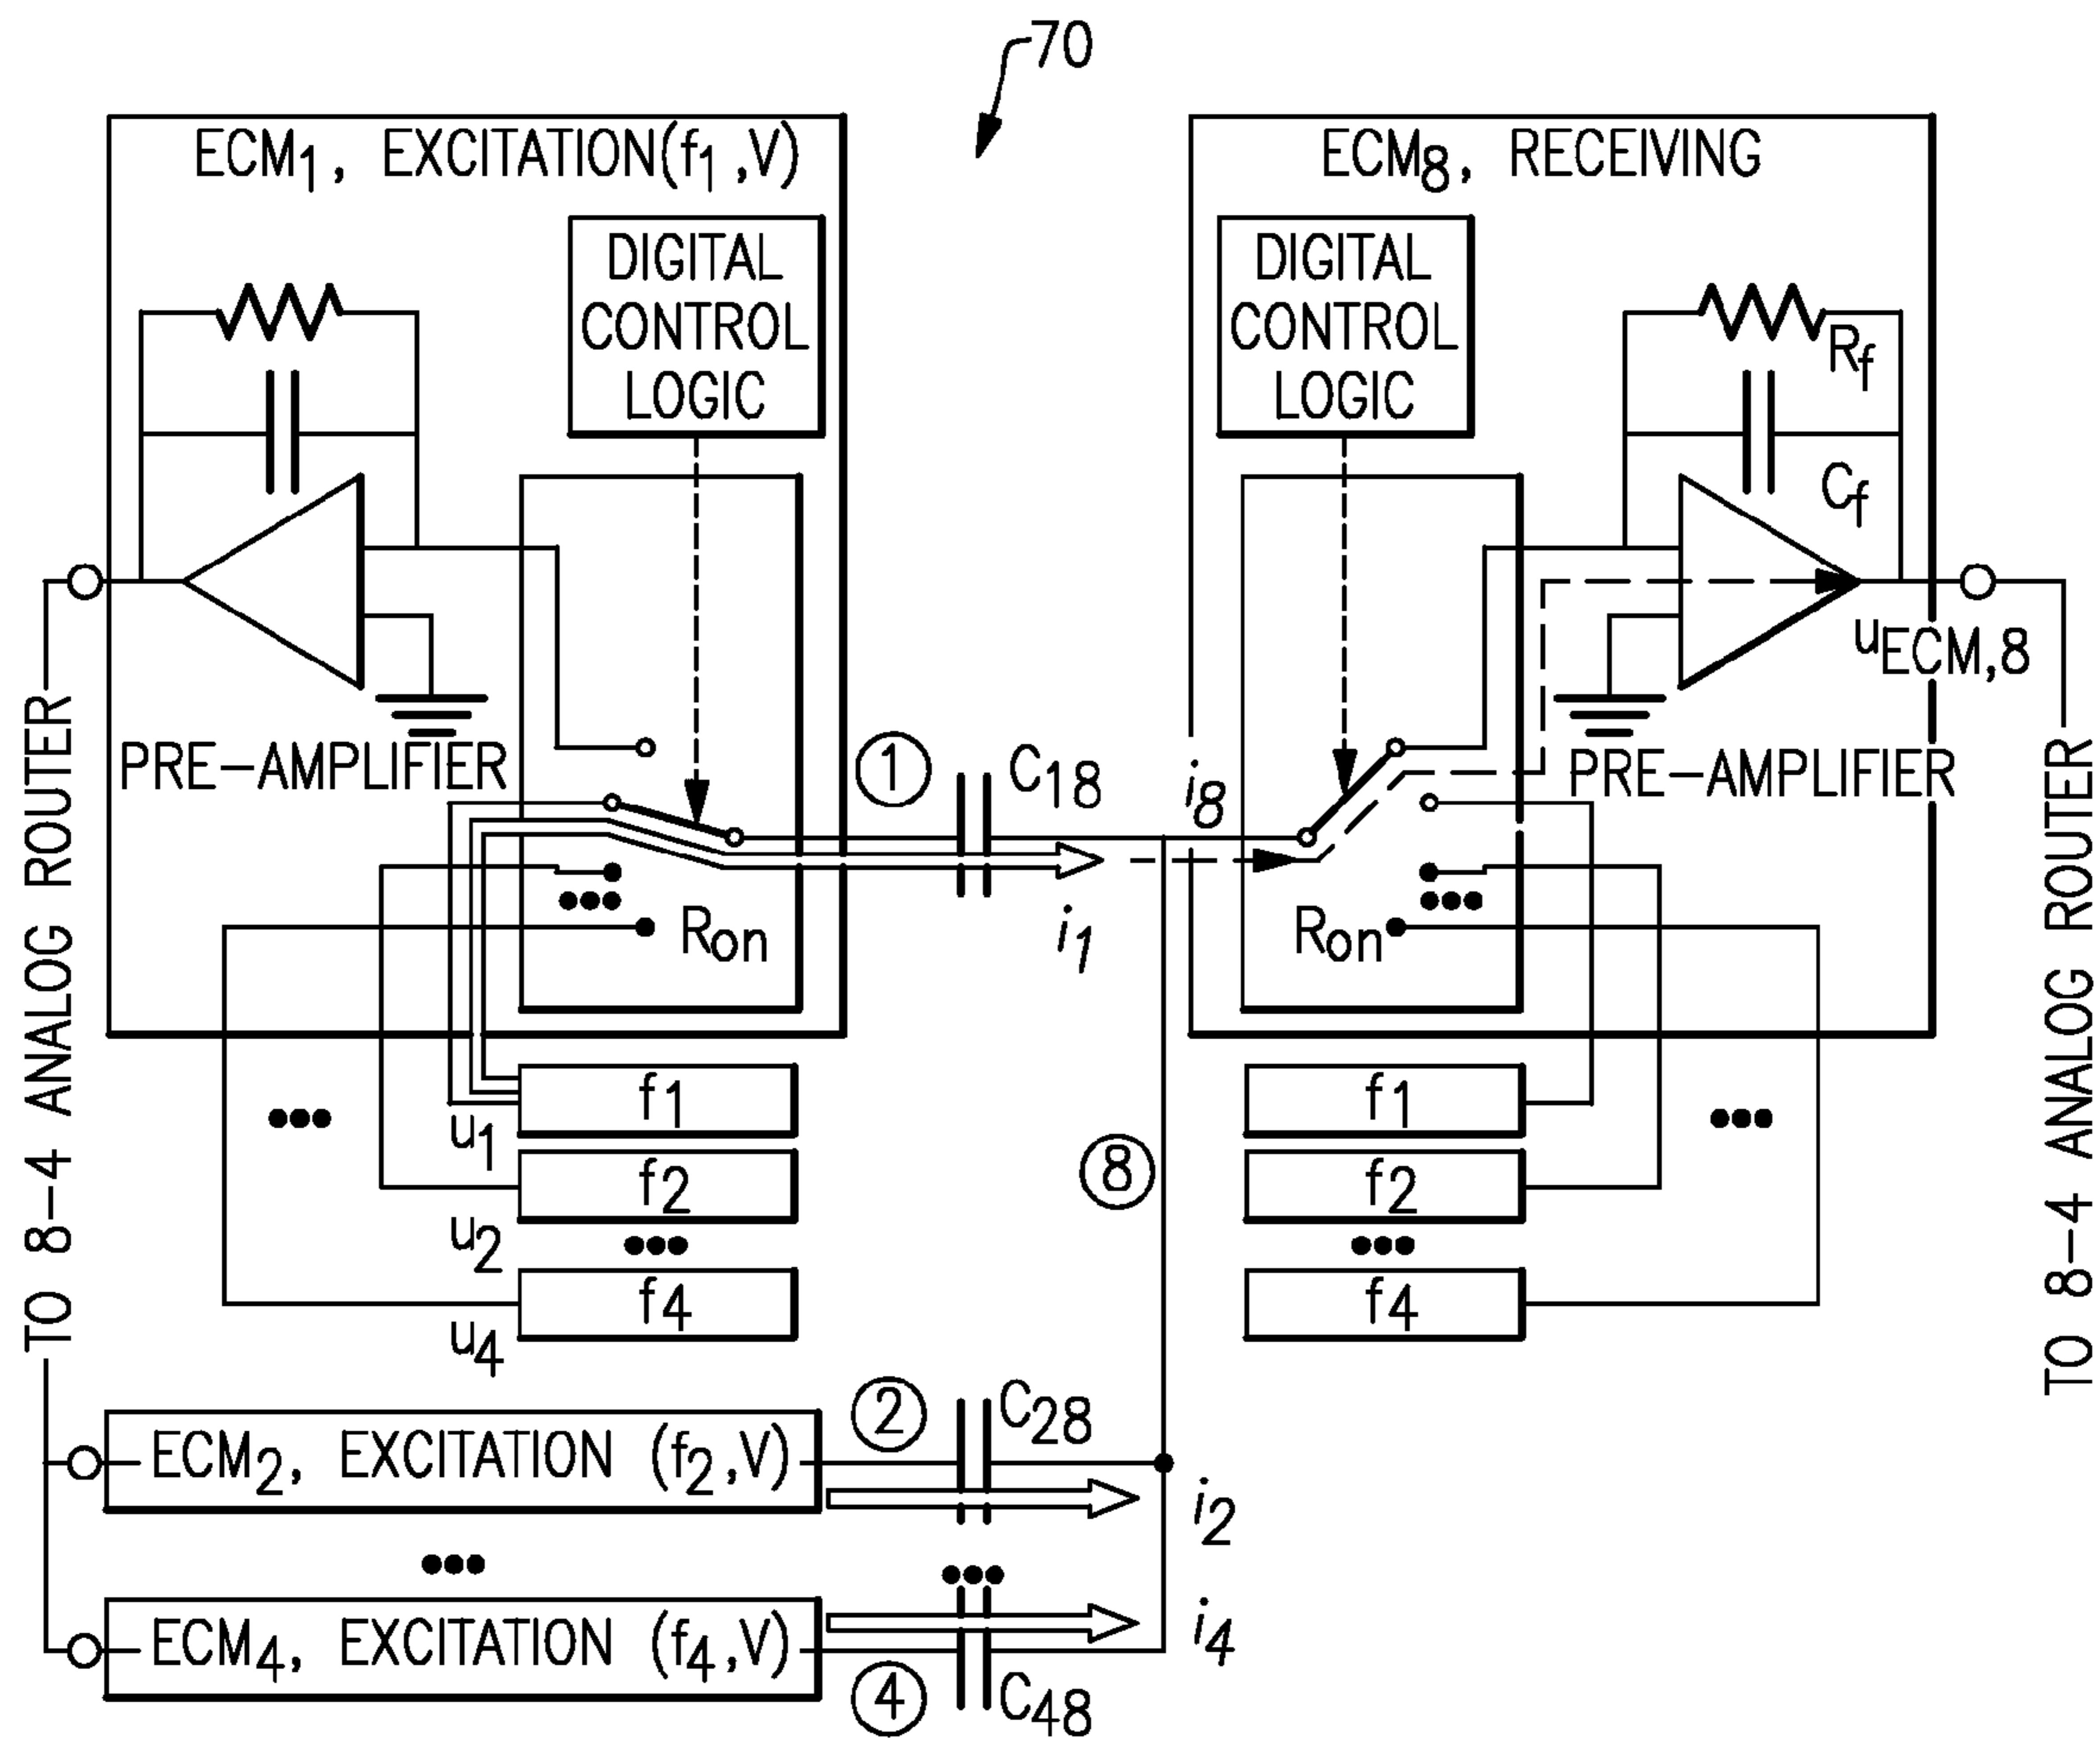 70
ECM1, EXCITATION(f1,V)
DIGITAL
CONTROL
LOGIC
PRE-AMPLIFIER
Ron
TO 8-4 ANALOG ROUTER
1
C18
i1
i8
ECM8, RECEIVING
DIGITAL
CONTROL
LOGIC
Rf
Cf
uECM,8
PRE-AMPLIFIER
Ron
TO 8-4 ANALOG ROUTER
u1
f1
u2
f2
u4
f4
8
f1
f2
f4
ECM2, EXCITATION (f2,V)
2
C28
i2
ECM4, EXCITATION (f4,V)
4
C48
i4